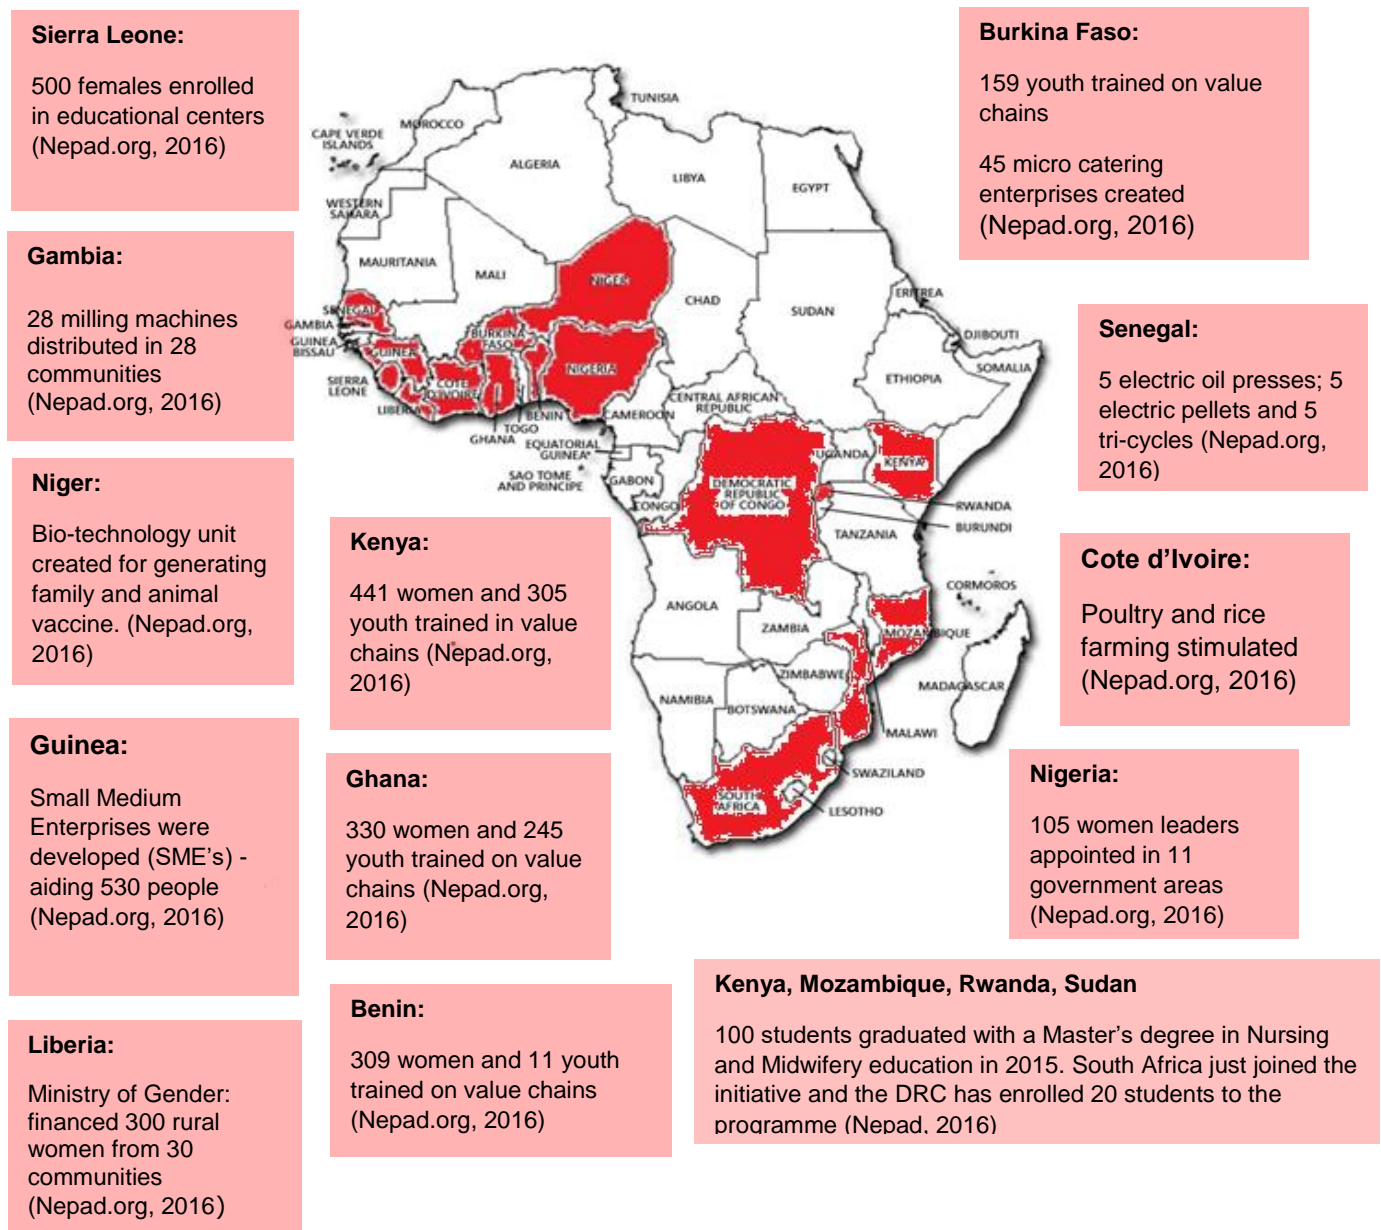 Sierra Leone:
500 females enrolled
in educational centers
(Nepad.org, 2016)
Gambia:
28 milling machines
distributed in 28
communities
(Nepad.org, 2016)
Niger:
Bio-technology unit
created for generating
family and animal
vaccine. (Nepad.org,
2016)
Guinea:
Small Medium
Enterprises were
developed (SME's) -
aiding 530 people
(Nepad.org, 2016)
Liberia:
Ministry of Gender:
financed 300 rural
women from 30
communities
(Nepad.org, 2016)
TUNISIA
MOROCCO
CAPE VERDE
ISLANDS
ALGERIA
LIBYA
EGYPT
WESTERN
SAHARA
MAURITANIA
MALI
NIGER
CHAD
SUDAN
ERITREA
DJIBOUTI
SENEGAL
GAMBIA
GUINEA
BISSAU
GUINEA
BURKINA
FASO
NIGERIA
SIERRA
LEONE
LIBERIA
COTE
D'IVOIRE
GHANA
TOGO
BENIN
CAMEROON
CENTRAL AFRICAN
REPUBLIC
ETHIOPIA
SOMALIA
EQUATORIAL
GUINEA
SAO TOME
AND PRINCIPE
GABON
CONGO
DEMOCRATIC
REPUBLIC
OF CONGO
UGANDA
KENYA
RWANDA
BURUNDI
TANZANIA
CORMOROS
ANGOLA
ZAMBIA
MOZAMBIQUE
ZIMBABWE
MADAGASCAR
NAMIBIA
BOTSWANA
MALAWI
SWAZILAND
SOUTH
AFRICA
LESOTHO
Kenya:
441 women and 305
youth trained in value
chains (Nepad.org,
2016)
Ghana:
330 women and 245
youth trained on value
chains (Nepad.org,
2016)
Benin:
309 women and 11 youth
trained on value chains
(Nepad.org, 2016)
Burkina Faso:
159 youth trained on value
chains
45 micro catering
enterprises created
(Nepad.org, 2016)
Senegal:
5 electric oil presses; 5
electric pellets and 5
tri-cycles (Nepad.org,
2016)
Cote d'Ivoire:
Poultry and rice
farming stimulated
(Nepad.org, 2016)
Nigeria:
105 women leaders
appointed in 11
government areas
(Nepad.org, 2016)
Kenya, Mozambique, Rwanda, Sudan
100 students graduated with a Master's degree in Nursing
and Midwifery education in 2015. South Africa just joined the
initiative and the DRC has enrolled 20 students to the
programme (Nepad, 2016)